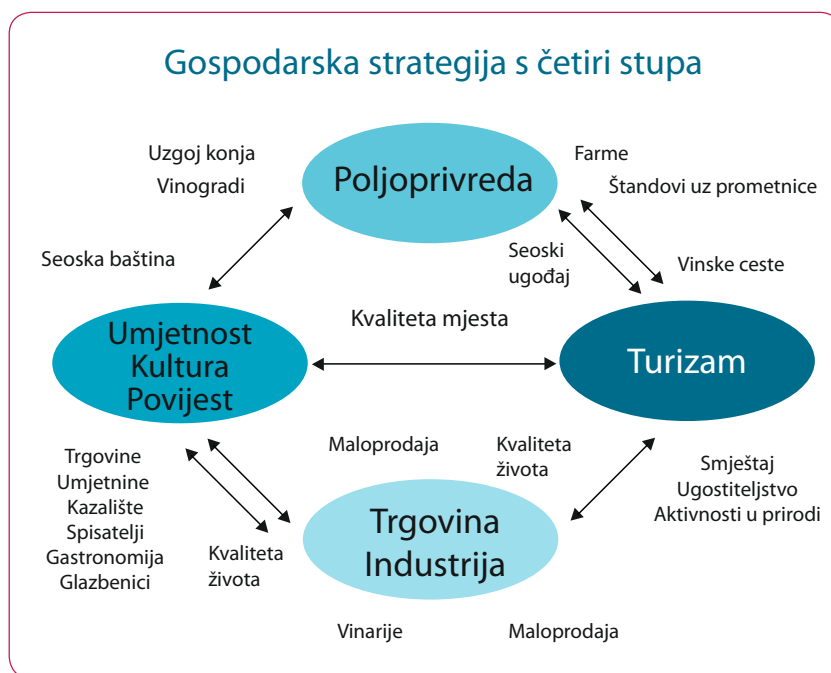 Gospodarska strategija s četiri stupa
Uzgoj konja
Vinogradi
Poljoprivreda
Farme
Štandovi uz prometnice
Seoska baština
Seoski
ugođaj
Vinske ceste
Kvaliteta mjesta
Umjetnost
Kultura
Povijest
Turizam
Trgovine
Umjetnine
Kazalište
Spisatelji
Gastronomija
Glazbenici
Kvaliteta
života
Maloprodaja
Kvaliteta
života
Smještaj
Ugostiteljstvo
Aktivnosti u prirodi
Trgovina
Industrija
Vinarije
Maloprodaja